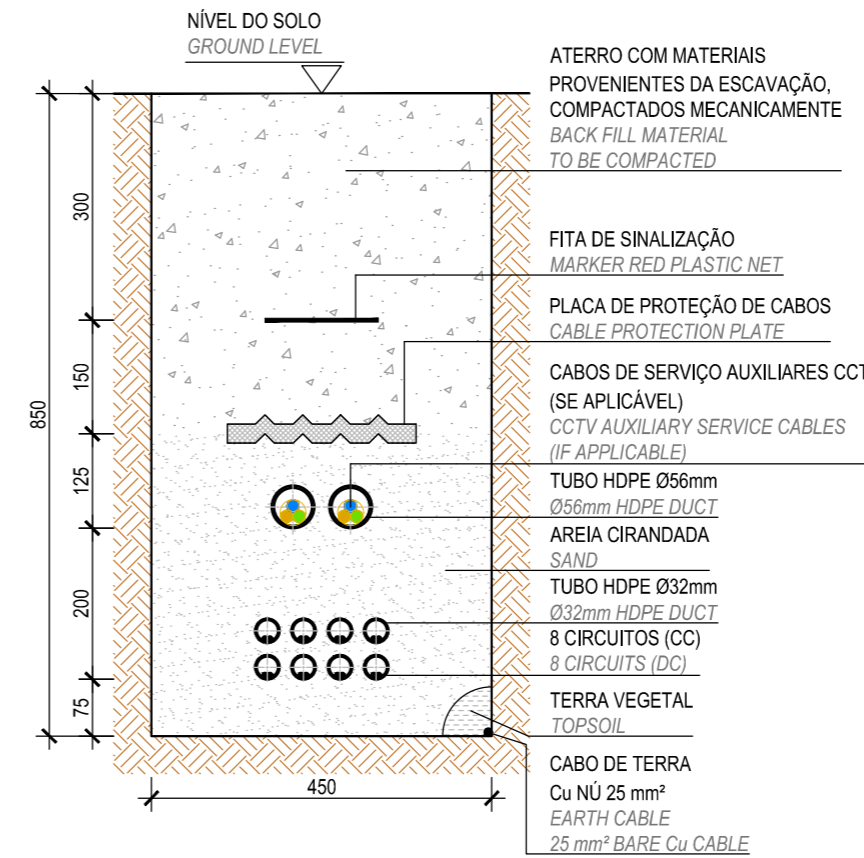 NÍVEL DO SOLO
GROUND LEVEL
ATERRO COM MATERIAIS
PROVENIENTES DA ESCAVAÇÃO,
COMPACTADOS MECANICAMENTE
BACK FILL MATERIAL
TO BE COMPACTED
FITA DE SINALIZAÇÃO
MARKER RED PLASTIC NET
PLACA DE PROTEÇÃO DE CABOS
CABLE PROTECTION PLATE
CABOS DE SERVIÇO AUXILIARES CCT
(SE APLICÁVEL)
CCTV AUXILIARY SERVICE CABLES
(IF APPLICABLE)
TUBO HDPE Ø56mm
Ø56mm HDPE DUCT
AREIA CIRANDADA
SAND
TUBO HDPE Ø32mm
Ø32mm HDPE DUCT
8 CIRCUITOS (CC)
8 CIRCUITS (DC)
TERRA VEGETAL
TOPSOIL
CABO DE TERRA
Cu NÚ 25 mm²
EARTH CABLE
25 mm² BARE Cu CABLE
850
300
150
125
200
75
450